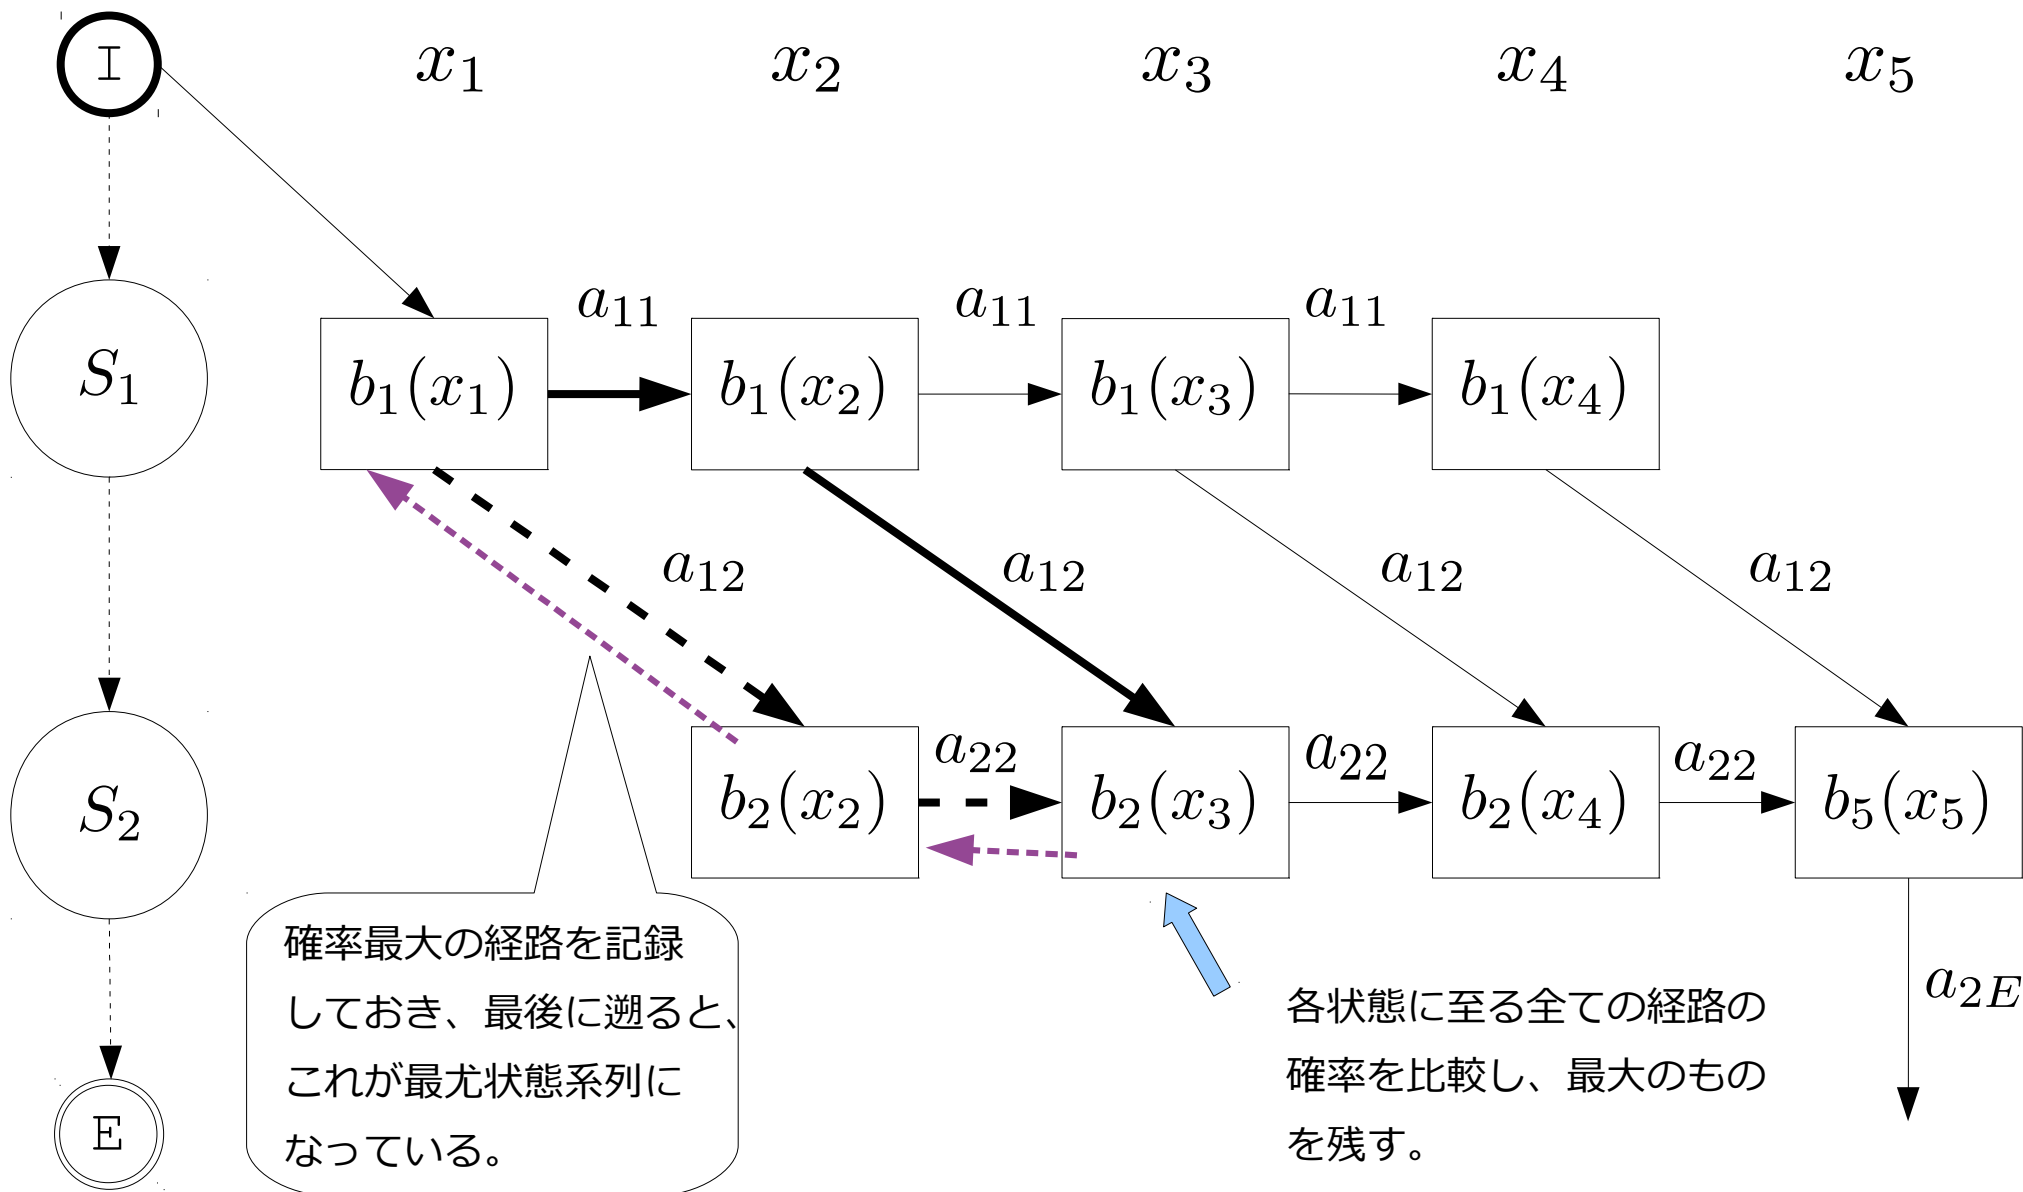 I x₁ x₂ x₃ x₄ x₅
a₁₁ a₁₁ a₁₁
S₁ b₁(x₁) b₁(x₂) b₁(x₃) b₁(x₄)
a₁₂ a₁₂ a₁₂ a₁₂
a₂₂ a₂₂ a₂₂
S₂ b₂(x₂) b₂(x₃) b₂(x₄) b₅(x₅)
a₂E
確率最大の経路を記録
しておき、最後に遡ると、
これが最尤状態系列に
なっている。
各状態に至る全ての経路の
確率を比較し、最大のもの
を残す。
E